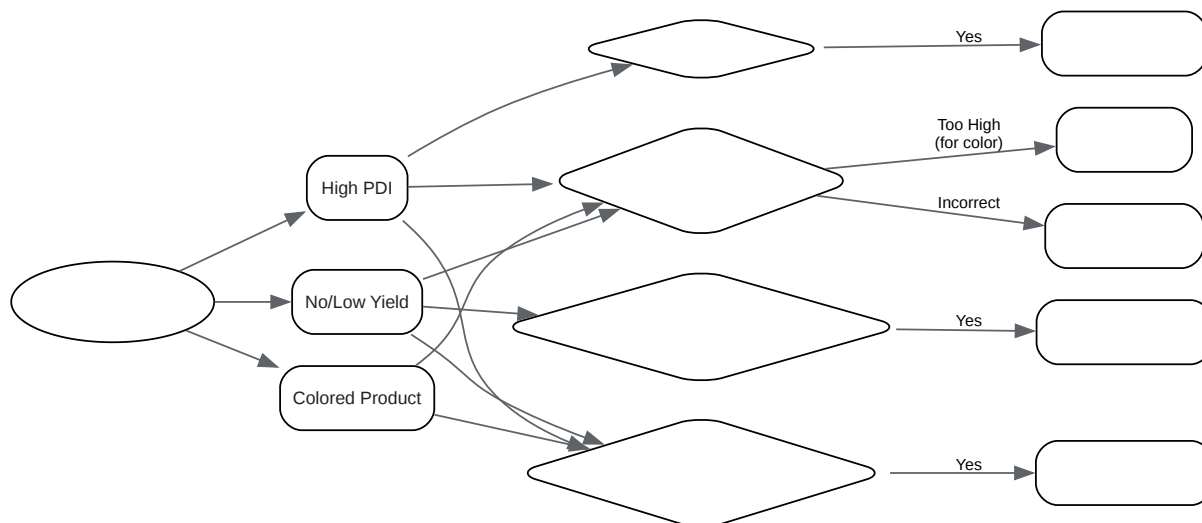 Yes
Too High
(for color)
High PDI
Incorrect
No/Low Yield
Yes
Colored Product
Yes